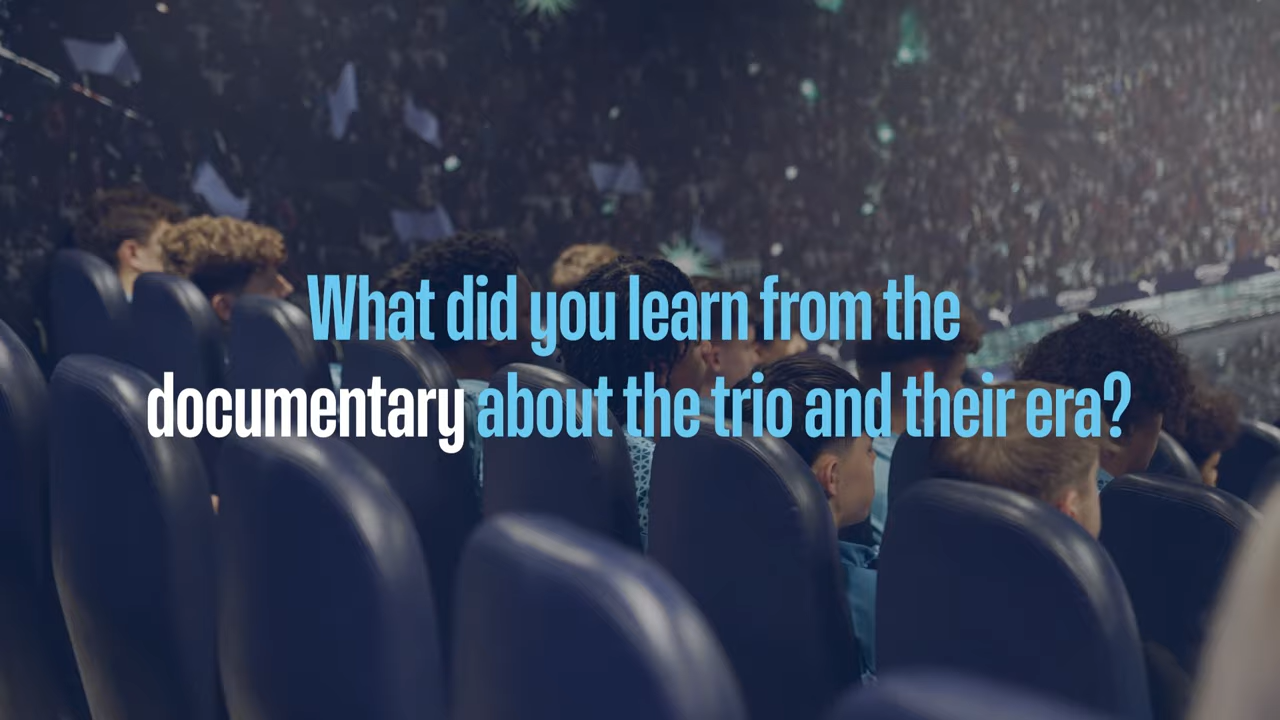 What did you learn from the
documentary about the trio and their era?